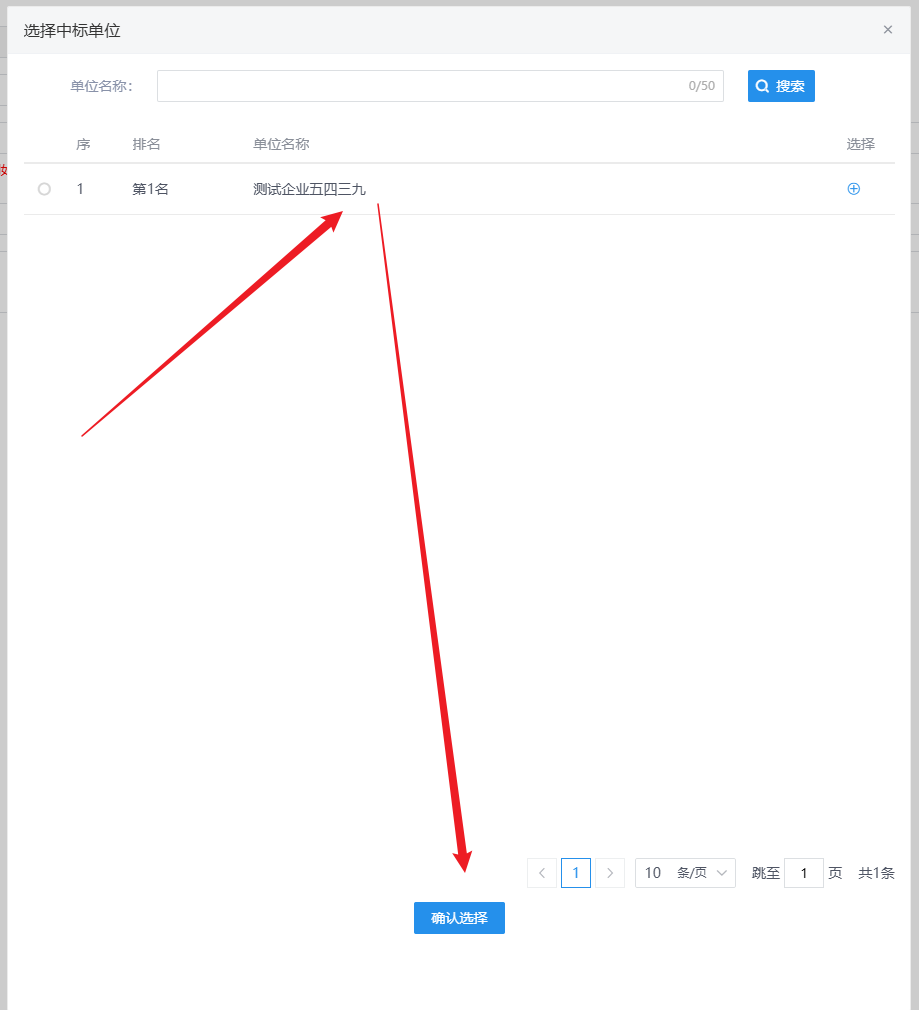 选择中标单位
单位名称： 0/50 搜索
序 排名 单位名称 选择
1 第1名 测试企业五四三九
1 10 条/页 跳至 1 页 共1条
确认选择